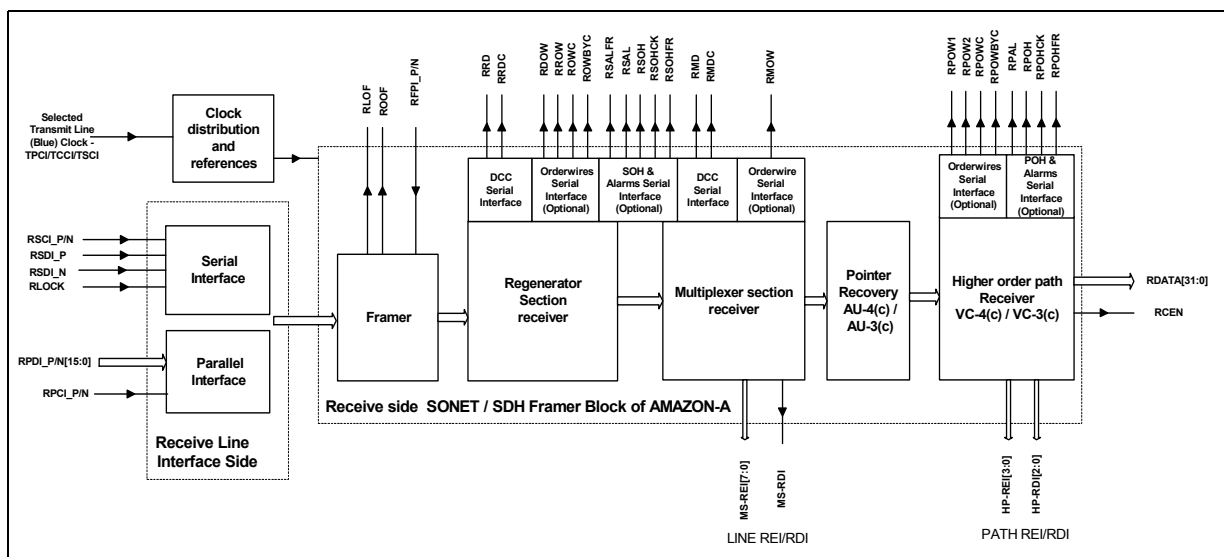 RRD
RRDC
RDOW
RROW
ROWC
ROWBYC
RSALFR
RSAL
RSOH
RSOHCK
RSOHFR
RMD
RMDC
RMOW
RPOW1
RPOW2
RPOWC
RPOWBYC
RPAL
RPOH
RPOHCK
RPOHFR
RLOF
ROOF
RFPI_P/N
Selected
Transmit Line
(Blue) Clock -
TPCI/TCCI/TSCI
Clock
distribution
and
references
DCC
Serial
Interface
Orderwires
Serial
Interface
(Optional)
SOH &
Alarms Serial
Interface
(Optional)
DCC
Serial
Interface
Orderwire
Serial
Interface
(Optional)
Orderwires
Serial
Interface
(Optional)
POH &
Alarms
Serial
Interface
(Optional)
RSCI_P/N
RSDI_P
RSDI_N
RLOCK
Serial
Interface
RPDI_P/N[15:0]
RPCI_P/N
Parallel
Interface
Receive Line
Interface Side
Framer
Regenerator
Section
receiver
Multiplexer section
receiver
Pointer
Recovery
AU-4(c) /
AU-3(c)
Higher order path
Receiver
VC-4(c) / VC-3(c)
RDATA[31:0]
RCEN
Receive side SONET / SDH Framer Block of AMAZON-A
MS-REI[7:0]
MS-RDI
HP-REI[3:0]
HP-RDI[2:0]
LINE REI/RDI
PATH REI/RDI